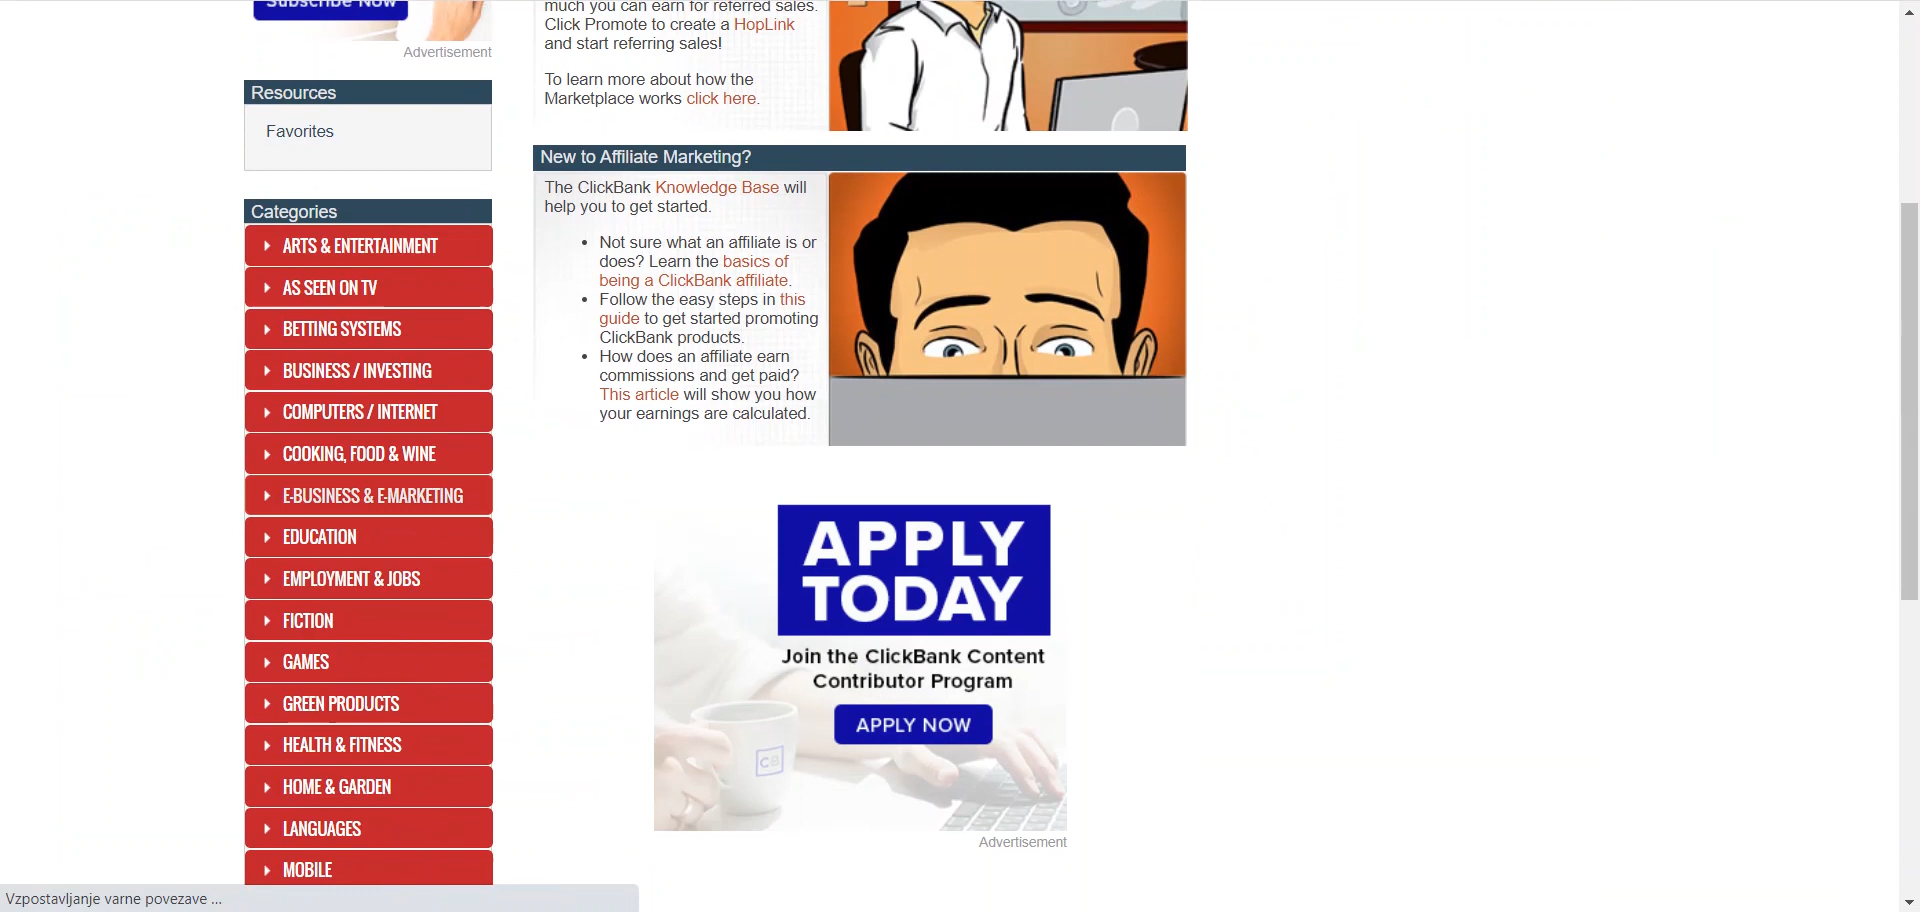 Subscribe Now
Advertisement
Resources
Favorites
Categories
ARTS & ENTERTAINMENT
AS SEEN ON TV
BETTING SYSTEMS
BUSINESS / INVESTING
COMPUTERS / INTERNET
COOKING, FOOD & WINE
E-BUSINESS & E-MARKETING
EDUCATION
EMPLOYMENT & JOBS
FICTION
GAMES
GREEN PRODUCTS
HEALTH & FITNESS
HOME & GARDEN
LANGUAGES
MOBILE
much you can earn for referred sales.
Click Promote to create a HopLink
and start referring sales!
To learn more about how the
Marketplace works click here.
New to Affiliate Marketing?
The ClickBank Knowledge Base will
help you to get started.
Not sure what an affiliate is or
does? Learn the basics of
being a ClickBank affiliate.
Follow the easy steps in this
guide to get started promoting
ClickBank products.
How does an affiliate earn
commissions and get paid?
This article will show you how
your earnings are calculated.
APPLY
TODAY
Join the ClickBank Content
Contributor Program
APPLY NOW
CB
Advertisement
Vzpostavljanje varne povezave ...